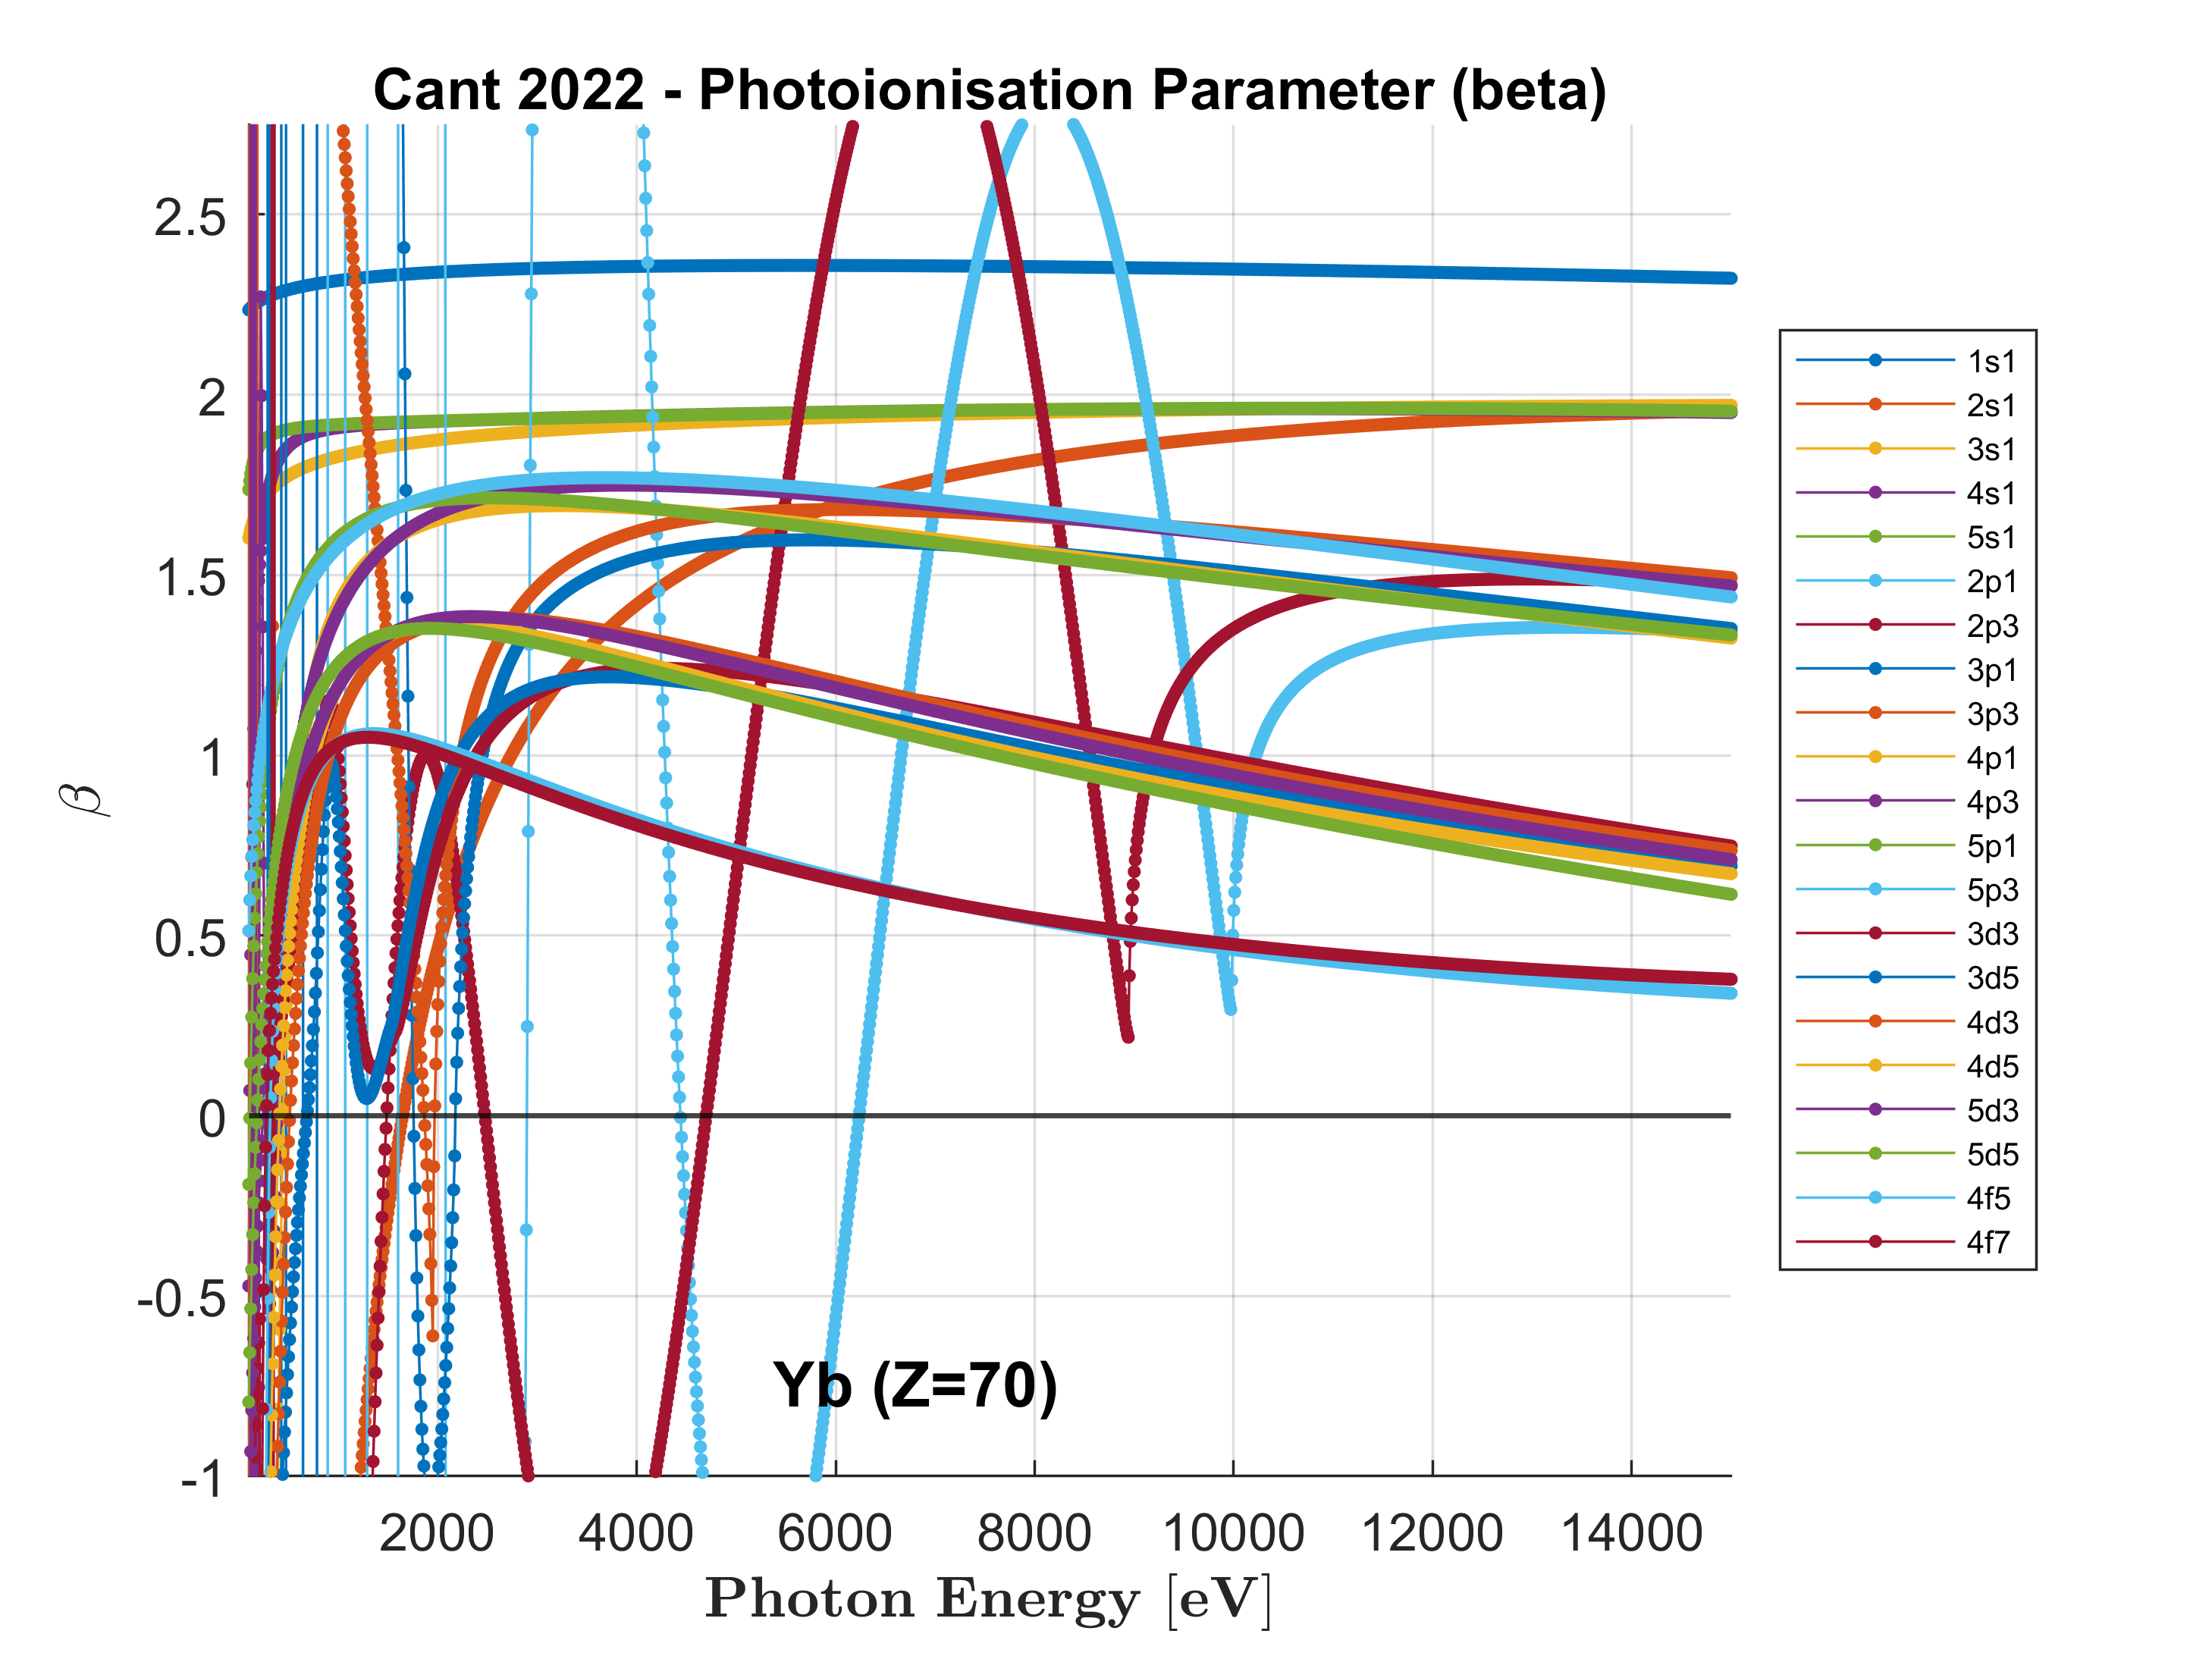 Cant 2022 - Photoionisation Parameter (beta)
2.5
2
1.5
1
0.5
0
-0.5
-1
β
2000 4000 6000 8000 10000 12000 14000
Photon Energy [eV]
Yb (Z=70)
1s1
2s1
3s1
4s1
5s1
2p1
2p3
3p1
3p3
4p1
4p3
5p1
5p3
3d3
3d5
4d3
4d5
5d3
5d5
4f5
4f7